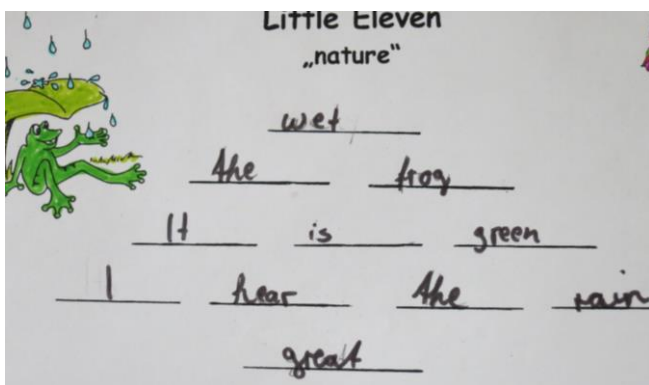 Little Eleven
„nature“
wet
the frog
It is green
I hear the rain
great